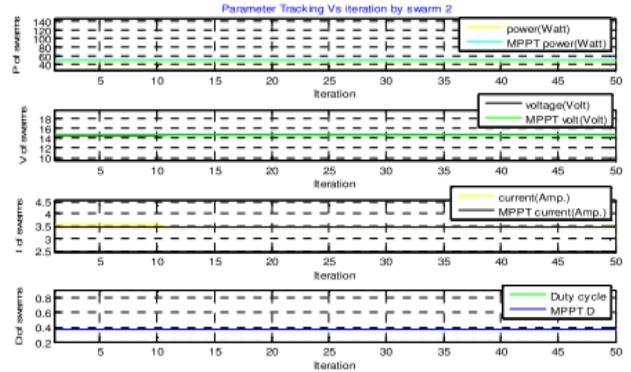 Parameter Tracking Vs iteration by swarm 2
P of swarms
140
120
100
80
60
40
power(Watt)
MPPT power(Watt)
5 10 15 20 25 30 35 40 45 50
Iteration
V of swarms
18
16
14
12
10
voltage(Volt)
MPPT volt(Volt)
5 10 15 20 25 30 35 40 45 50
Iteration
I of swarms
4.5
4
3.5
3
2.5
current(Amp.)
MPPT current(Amp.)
5 10 15 20 25 30 35 40 45 50
Iteration
D of swarms
0.8
0.6
0.4
0.2
Duty cycle
MPPT D
5 10 15 20 25 30 35 40 45 50
Iteration